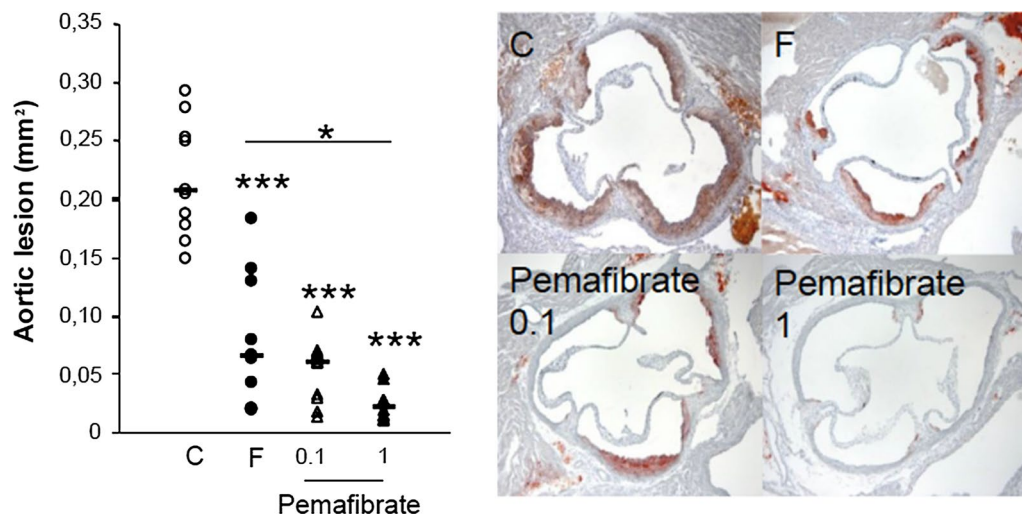 Aortic lesion (mm²)
0,35
0,30
0,25
0,20
0,15
0,10
0,05
0
*
***
***
***
C
F
0.1
1
Pemafibrate
C
F
Pemafibrate
0.1
Pemafibrate
1